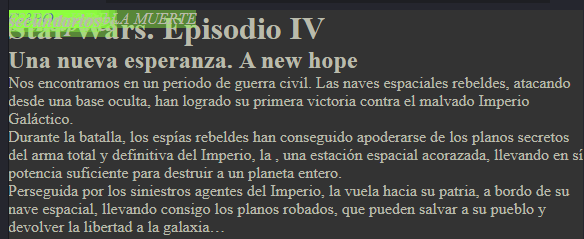 A MUERTE
Star Wars. Episodio IV
Una nueva esperanza. A new hope
Nos encontramos en un periodo de guerra civil. Las naves espaciales rebeldes, atacando
desde una base oculta, han logrado su primera victoria contra el malvado Imperio
Galáctico.
Durante la batalla, los espías rebeldes han conseguido apoderarse de los planos secretos
del arma total y definitiva del Imperio, la , una estación espacial acorazada, llevando en sí
potencia suficiente para destruir a un planeta entero.
Perseguida por los siniestros agentes del Imperio, la vuela hacia su patria, a bordo de su
nave espacial, llevando consigo los planos robados, que pueden salvar a su pueblo y
devolver la libertad a la galaxia…